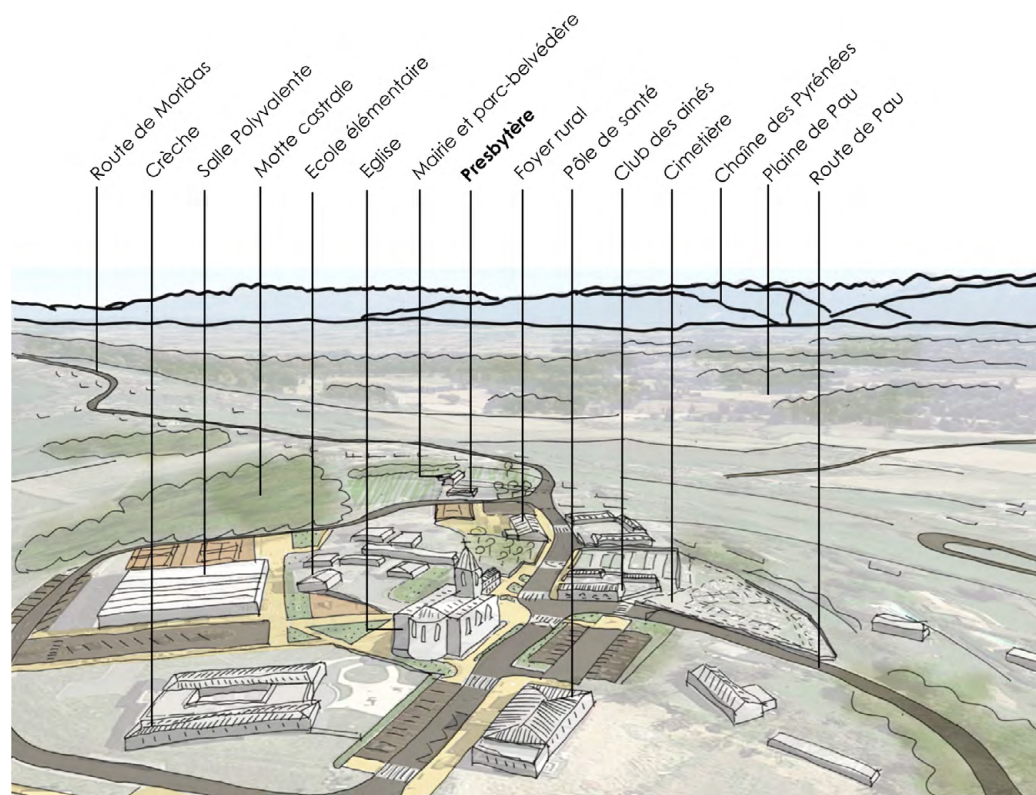 Route de Morlàas
Crèche
Salle Polyvalente
Motte castrale
Ecole élémentaire
Eglise
Mairie et parc-belvédère
Presbytère
Foyer rural
Pôle de santé
Club des ainés
Cimetière
Chaîne des Pyrénées
Plaine de Pau
Route de Pau